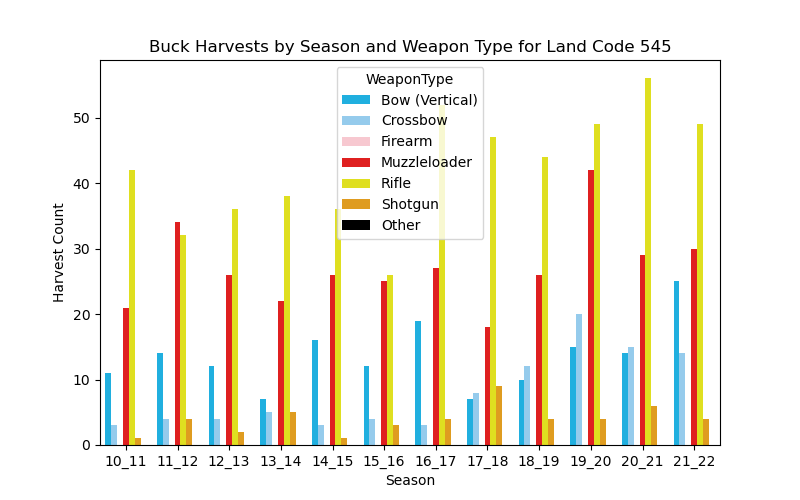 Buck Harvests by Season and Weapon Type for Land Code 545
WeaponType
Bow (Vertical)
Crossbow
Firearm
Muzzleloader
Rifle
Shotgun
Other
Harvest Count
50
40
30
20
10
0
10_11 11_12 12_13 13_14 14_15 15_16 16_17 17_18 18_19 19_20 20_21 21_22
Season